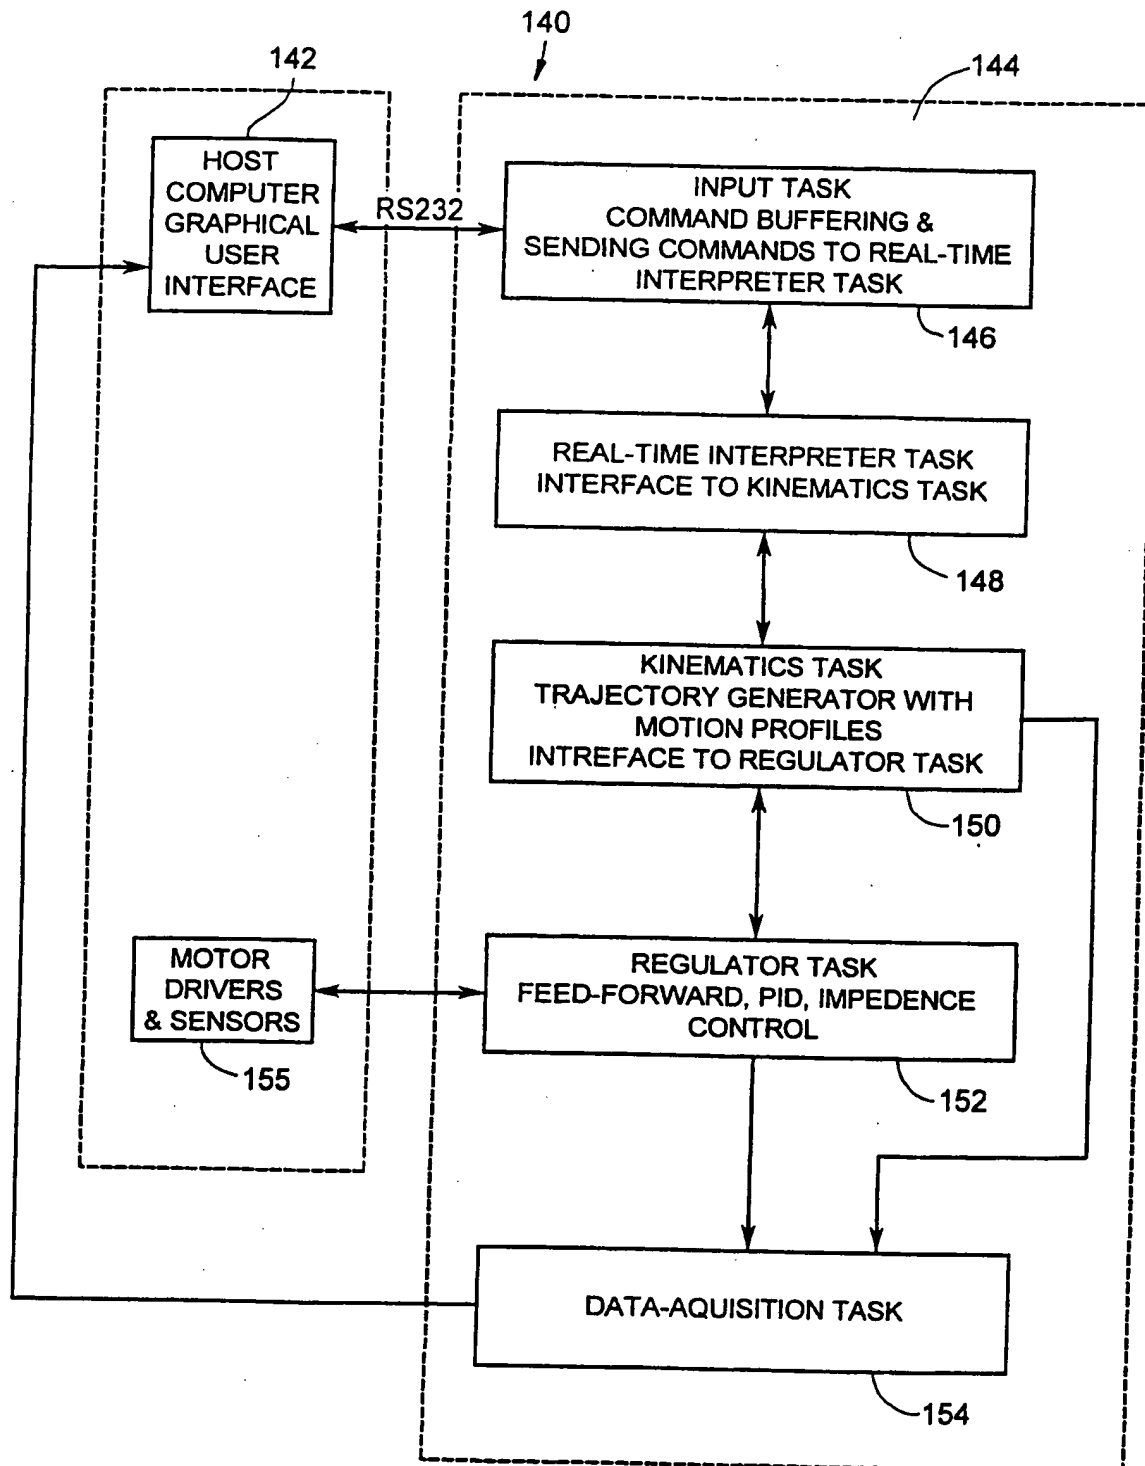 140
142
144
HOST
COMPUTER
GRAPHICAL
USER
INTERFACE
RS232
INPUT TASK
COMMAND BUFFERING &
SENDING COMMANDS TO REAL-TIME
INTERPRETER TASK
146
REAL-TIME INTERPRETER TASK
INTERFACE TO KINEMATICS TASK
148
KINEMATICS TASK
TRAJECTORY GENERATOR WITH
MOTION PROFILES
INTREFACE TO REGULATOR TASK
150
MOTOR
DRIVERS
& SENSORS
155
REGULATOR TASK
FEED-FORWARD, PID, IMPEDENCE
CONTROL
152
DATA-AQUISITION TASK
154